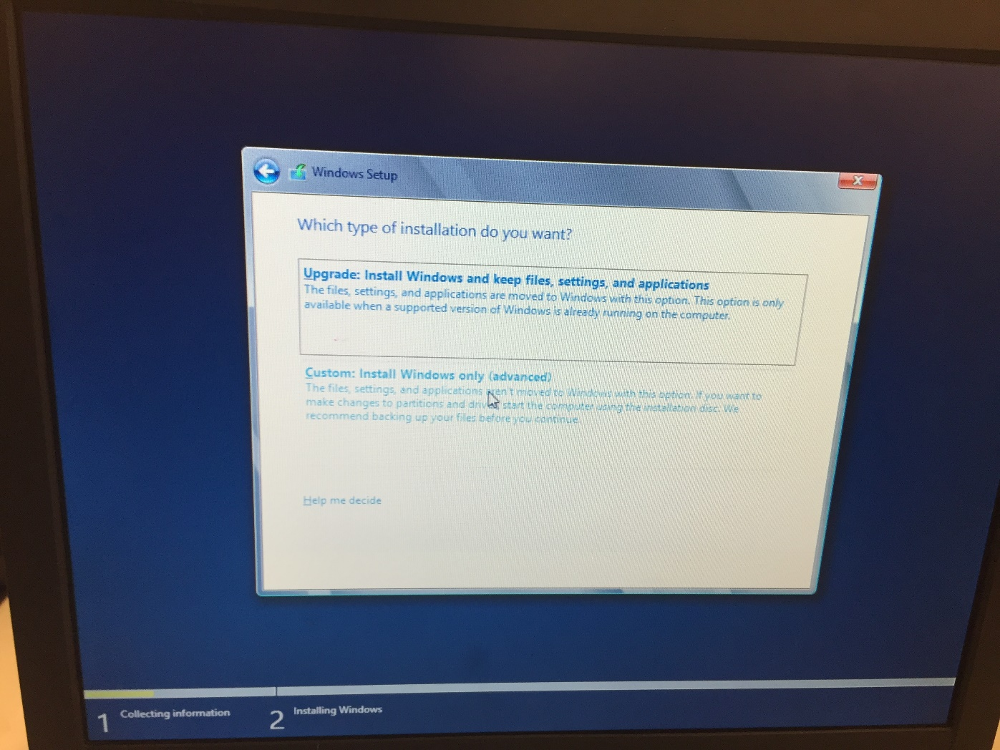 Windows Setup
Which type of installation do you want?
Upgrade: Install Windows and keep files, settings, and applications
The files, settings, and applications are moved to Windows with this option. This option is only
available when a supported version of Windows is already running on the computer.
Custom: Install Windows only (advanced)
The files, settings, and applications aren't moved to Windows with this option. If you want to
make changes to partitions and drives, start the computer using the installation disc. We
recommend backing up your files before you continue.
Help me decide
1 Collecting information
2 Installing Windows